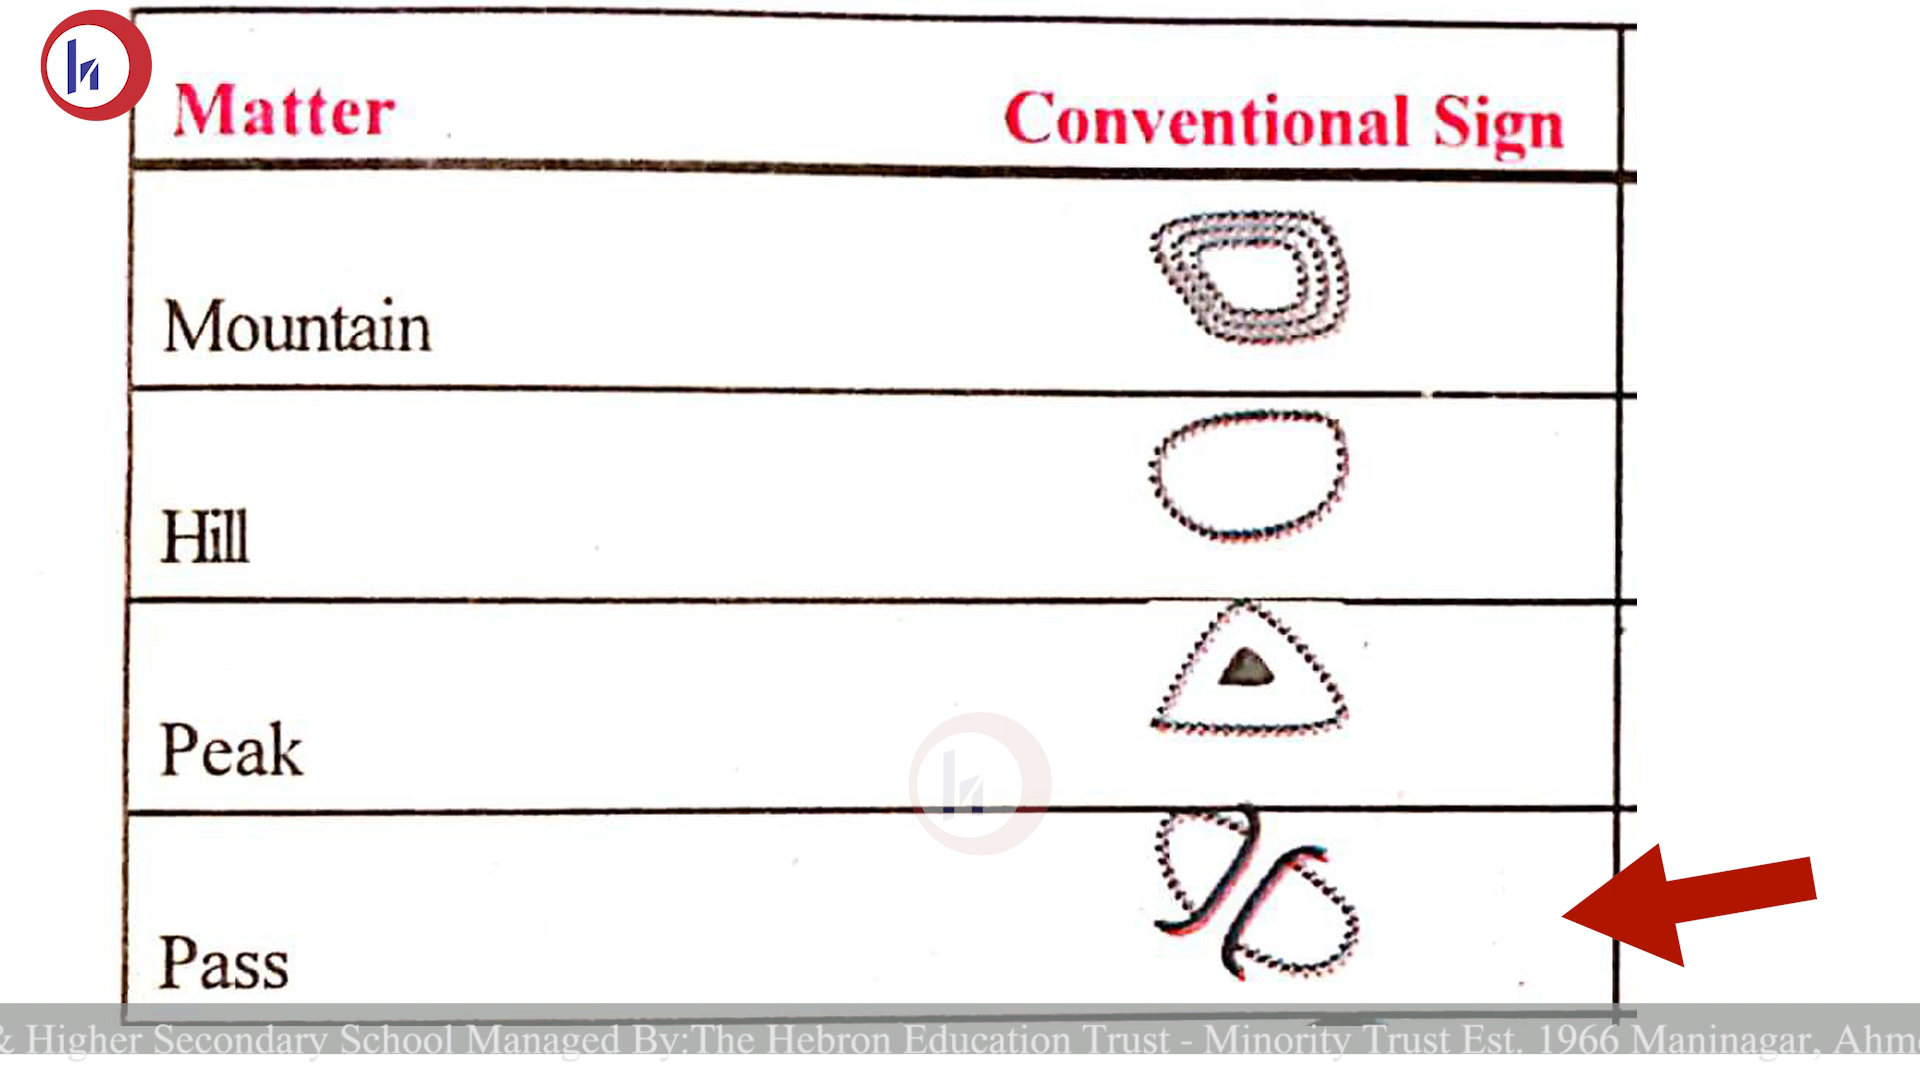 Matter Conventional Sign
Mountain
Hill
Peak
Pass
& Higher Secondary School Managed By:The Hebron Education Trust - Minority Trust Est. 1966 Maninagar, Ahm